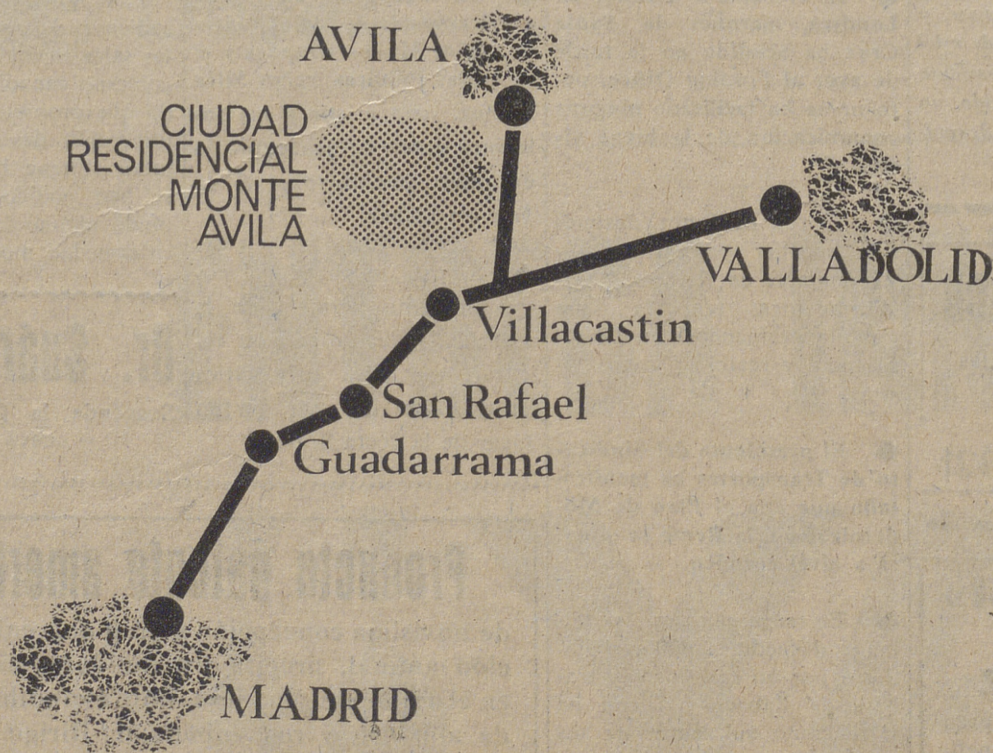 AVILA
CIUDAD
RESIDENCIAL
MONTE
AVILA
VALLADOLID
Villacastin
San Rafael
Guadarrama
MADRID